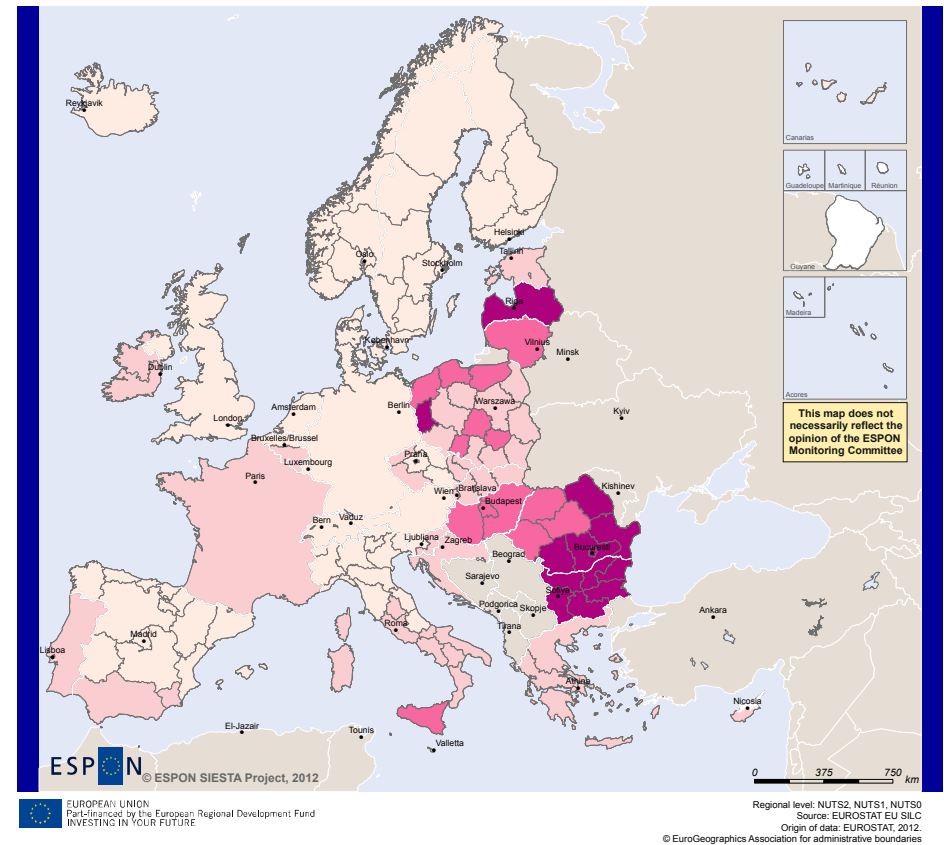 Reykjavik
Canarias
Guadeloupe
Martinique
Réunion
Guyane
Madeira
Acores
This map does not
necessarily reflect the
opinion of the ESPON
Monitoring Committee
Helsinki
Tallinn
Oslo
Stockholm
Riga
København
Vilnius
Minsk
Dublin
Berlin
Warszawa
Amsterdam
London
Kyiv
Bruxelles/Brussel
Praha
Luxembourg
Paris
Wien
Bratislava
Kishinev
Budapest
Bern
Vaduz
Ljubljana
Zagreb
Beograd
Bucuresti
Sarajevo
Sofiya
Podgorica
Skopje
Ankara
Roma
Tirana
Madrid
Lisboa
Athina
Nicosia
El-Jazair
Tounis
Valletta
ESPON
© ESPON SIESTA Project, 2012
0 375 750 km
EUROPEAN UNION
Part-financed by the European Regional Development Fund
INVESTING IN YOUR FUTURE
Regional level: NUTS2, NUTS1, NUTS0
Source: EUROSTAT EU SILC
Origin of data: EUROSTAT, 2012.
© EuroGeographics Association for administrative boundaries